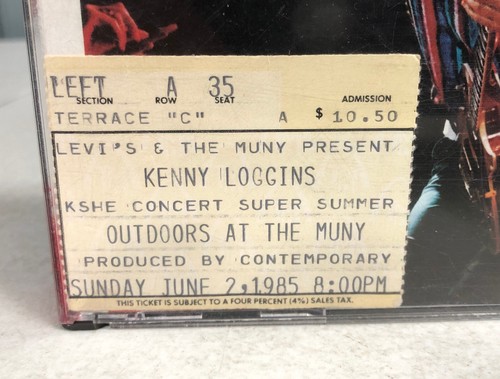 LEFT A 35
SECTION ROW SEAT ADMISSION
TERRACE "C" A $ 10.50
LEVI'S & THE MUNY PRESENT
KENNY LOGGINS
KSHE CONCERT SUPER SUMMER
OUTDOORS AT THE MUNY
PRODUCED BY CONTEMPORARY
SUNDAY JUNE 2,1985 8:00PM
THIS TICKET IS SUBJECT TO A FOUR PERCENT (4%) SALES TAX.